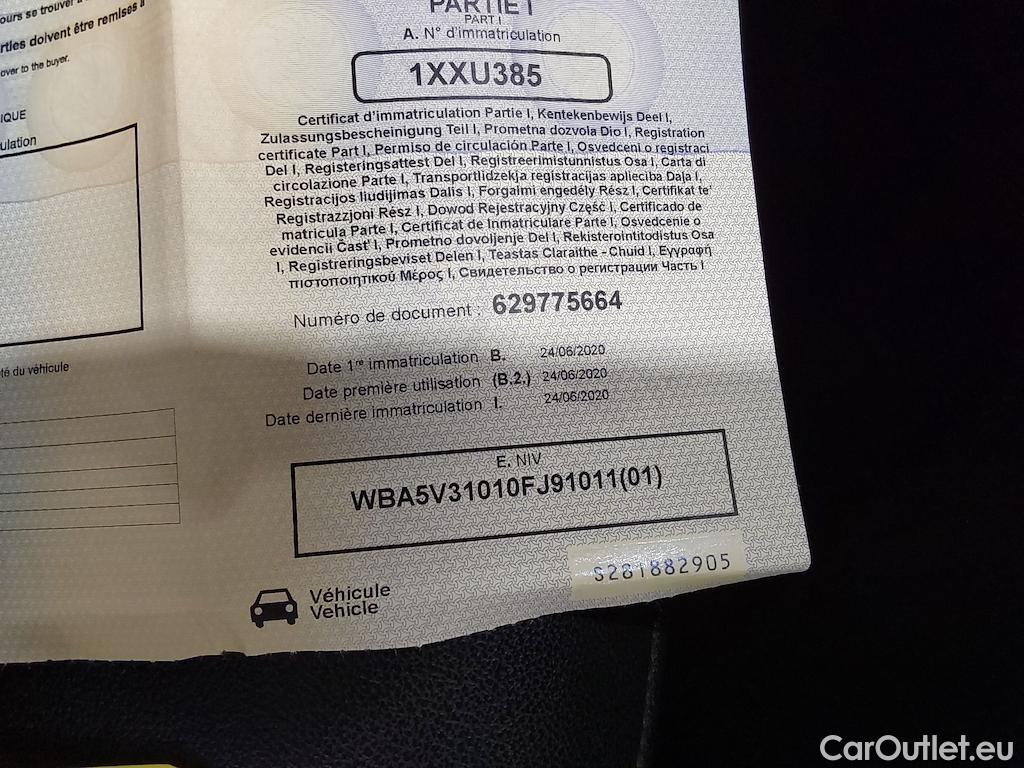 ours se trouver
rties doivent être remises à
over to the buyer.
IQUE
ulation
té du véhicule
PARTIE I
PART I
A. N° d'immatriculation
1XXU385
Certificat d'immatriculation Partie I, Kentekenbewijs Deel I,
Zulassungsbescheinigung Teil I, Prometna dozvola Dio I, Registration
certificate Part I, Permiso de circulación Parte I, Osvedceni o registraci
Del I, Registeringsattest Del I, Registreerimistunnistus Osa I, Carta di
circolazione Parte I, Transportlidzekja registracijas aplieciba Daja I,
Registracijos liudijimas Dalis I, Forgalmi engedély Rész I, Certifikat te'
Registrazzjoni Rész I, Dowod Rejestracyjny Część I, Certificado de
matricula Parte I, Certificat de Inmatriculare Parte I, Osvedcenie o
evidencii Časť I, Prometno dovoljenje Del I, Rekisterointitodistus Osa
I, Registreringsbeviset Delen I, Teastas Claraithe - Chuid I, Εγγραφή
πιστοποιητικού Μέρος I, Свидетельство о регистрации Часть I
Numéro de document : 629775664
Date 1re immatriculation B. 24/06/2020
Date première utilisation (B.2.) 24/06/2020
Date dernière immatriculation I. 24/06/2020
E. NIV
WBA5V31010FJ91011(01)
S281882905
Véhicule
Vehicle
CarOutlet.eu